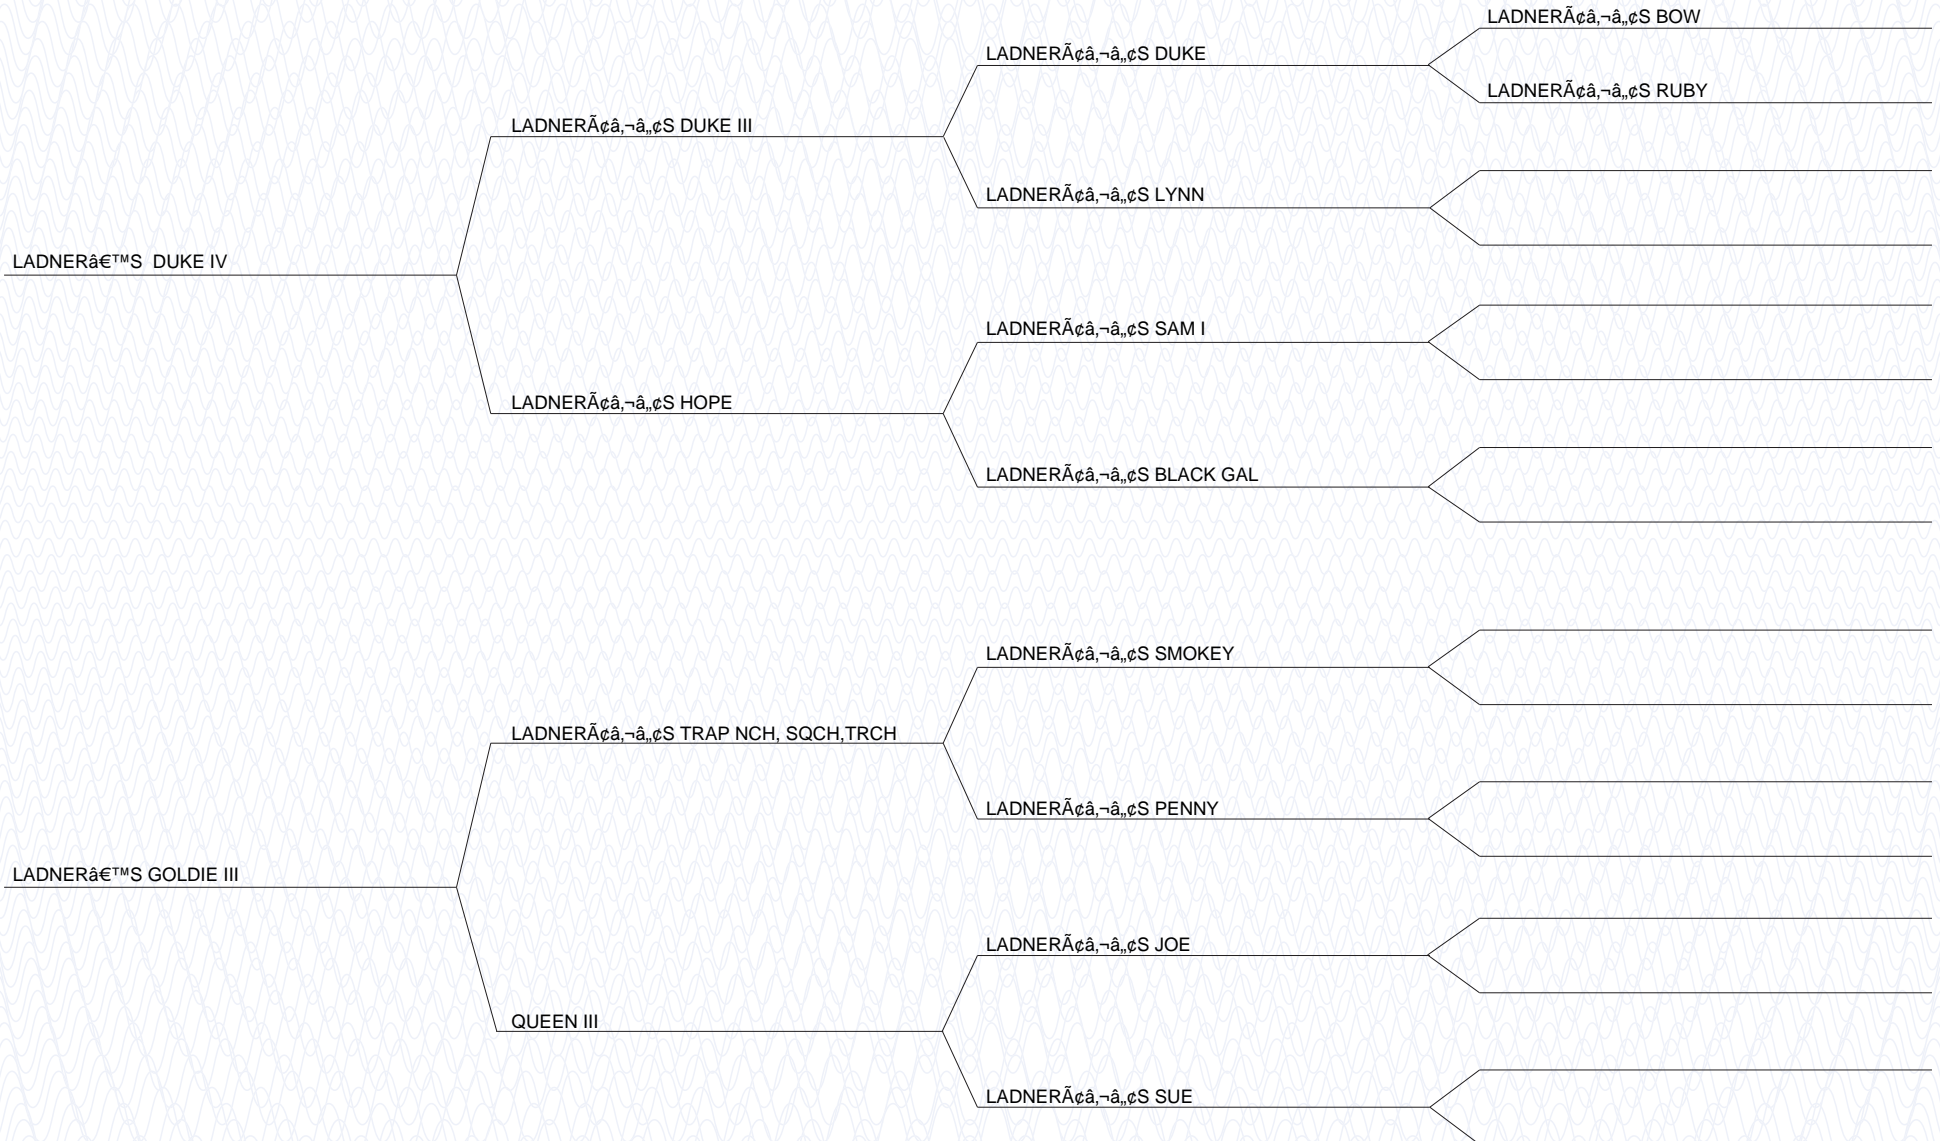 LADNERÃ¢â‚¬â„¢S BOW
LADNERÃ¢â‚¬â„¢S DUKE
LADNERÃ¢â‚¬â„¢S RUBY
LADNERÃ¢â‚¬â„¢S DUKE III
LADNERÃ¢â‚¬â„¢S LYNN
LADNERâ€™S  DUKE IV
LADNERÃ¢â‚¬â„¢S SAM I
LADNERÃ¢â‚¬â„¢S HOPE
LADNERÃ¢â‚¬â„¢S BLACK GAL
LADNERÃ¢â‚¬â„¢S SMOKEY
LADNERÃ¢â‚¬â„¢S TRAP NCH, SQCH,TRCH
LADNERÃ¢â‚¬â„¢S PENNY
LADNERâ€™S GOLDIE III
LADNERÃ¢â‚¬â„¢S JOE
QUEEN III
LADNERÃ¢â‚¬â„¢S SUE